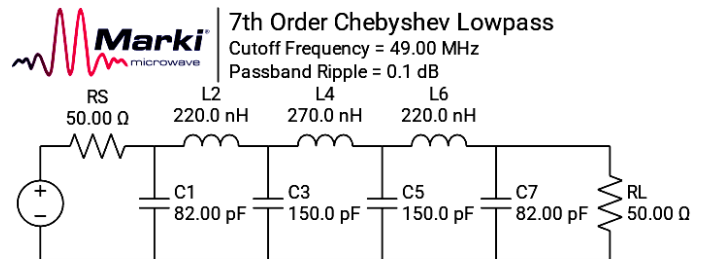 Marki
microwave
7th Order Chebyshev Lowpass
Cutoff Frequency = 49.00 MHz
Passband Ripple = 0.1 dB
RS
50.00 Ω
L2
220.0 nH
L4
270.0 nH
L6
220.0 nH
C1
82.00 pF
C3
150.0 pF
C5
150.0 pF
C7
82.00 pF
RL
50.00 Ω